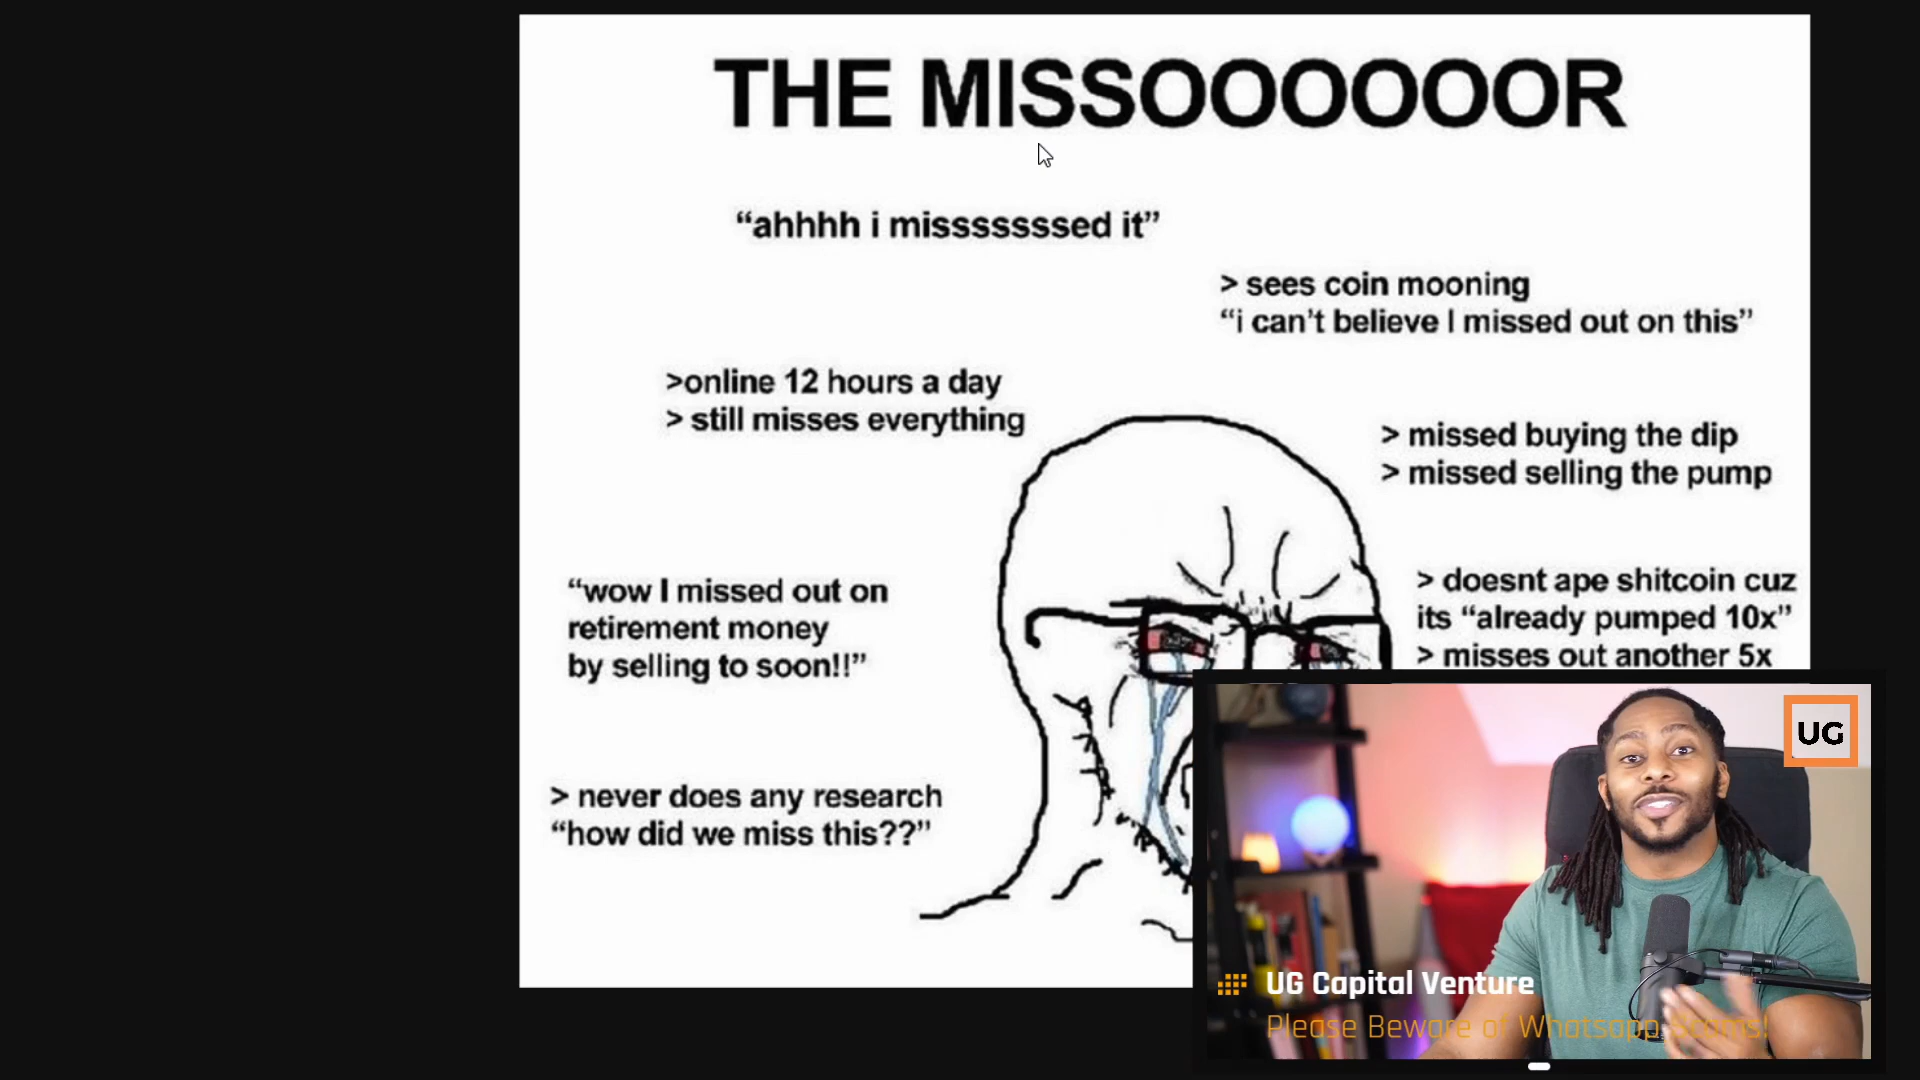 THE MISSOOOOOOR
“ahhhh i missssssssed it”
> sees coin mooning
“i can't believe I missed out on this”
>online 12 hours a day
> still misses everything
> missed buying the dip
> missed selling the pump
“wow I missed out on
retirement money
by selling to soon!!”
> doesnt ape shitcoin cuz
its “already pumped 10x”
> misses out another 5x
> never does any research
“how did we miss this??”
UG
UG Capital Venture
Please Beware of Whatsapp Scams!